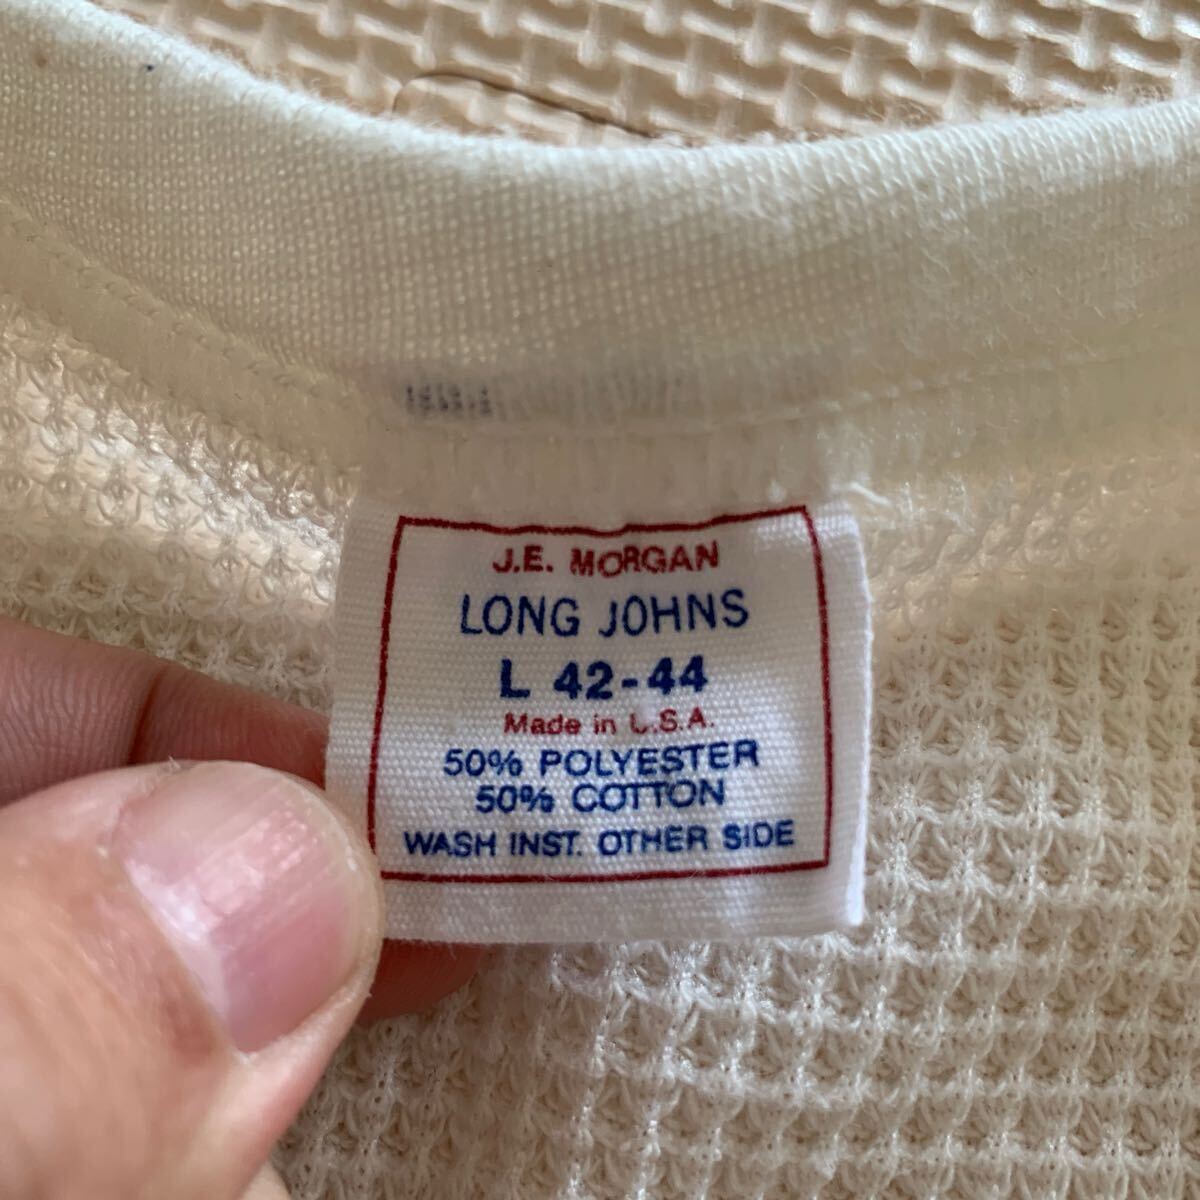 J.E. MORGAN
LONG JOHNS
L 42-44
Made in U.S.A.
50% POLYESTER
50% COTTON
WASH INST. OTHER SIDE